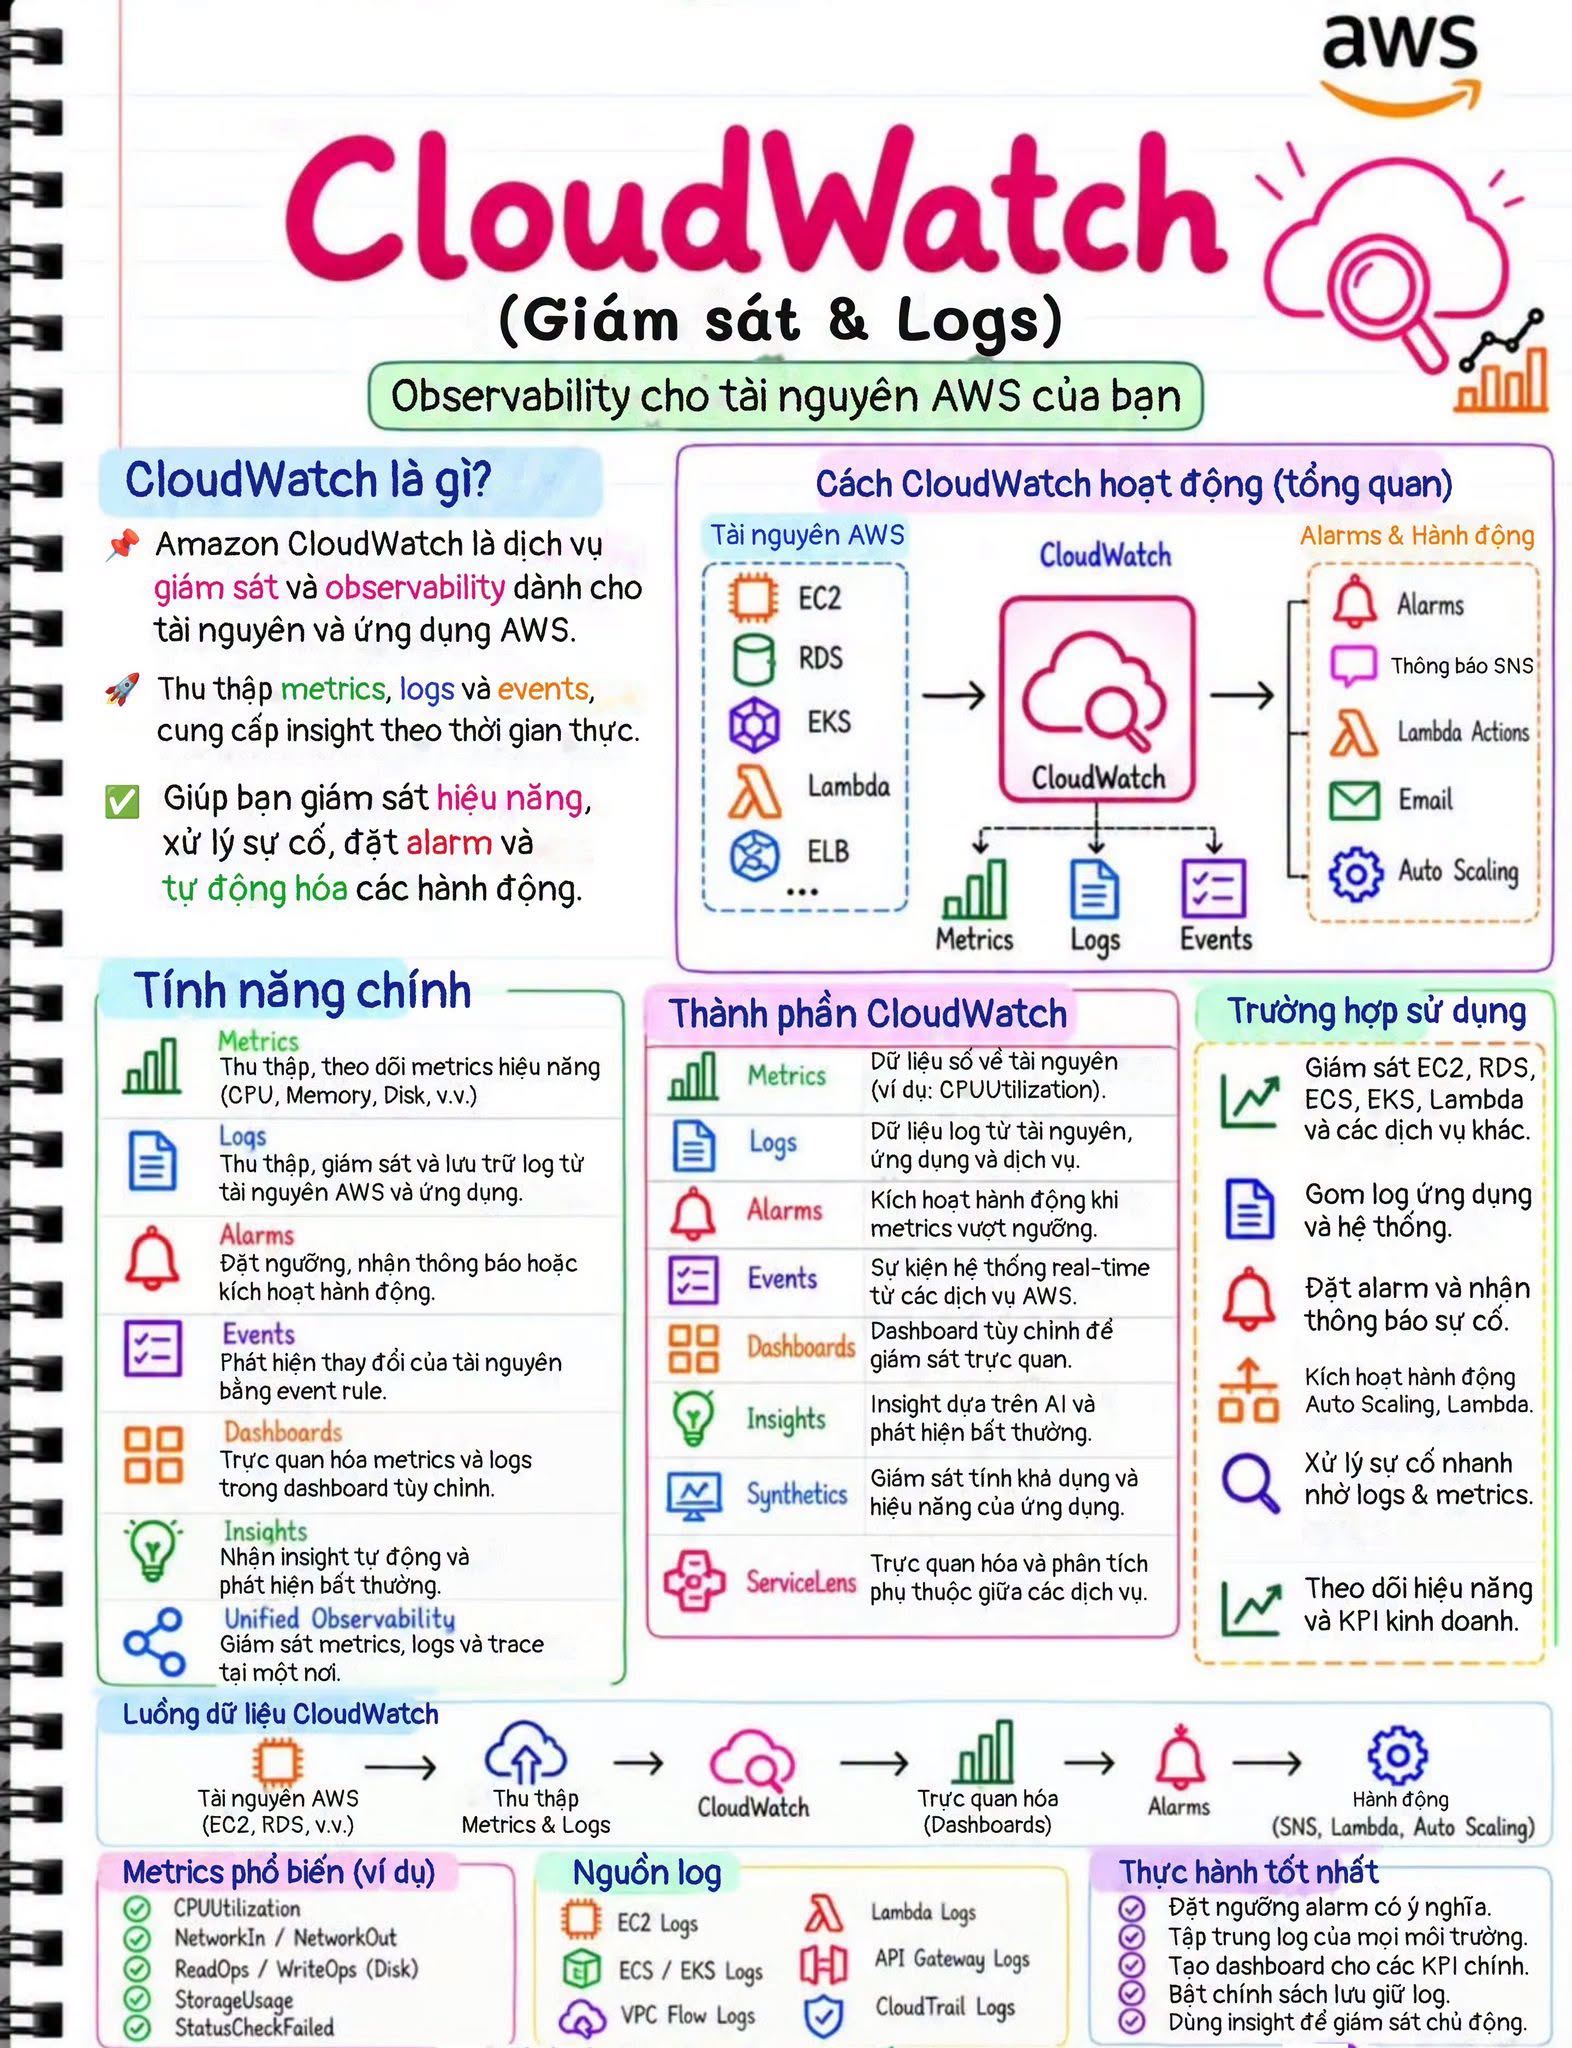 aws
CloudWatch
(Giám sát & Logs)
Observability cho tài nguyên AWS của bạn
CloudWatch là gì?
Amazon CloudWatch là dịch vụ
giám sát và observability dành cho
tài nguyên và ứng dụng AWS.
Thu thập metrics, logs và events,
cung cấp insight theo thời gian thực.
Giúp bạn giám sát hiệu năng,
xử lý sự cố, đặt alarm và
tự động hóa các hành động.
Cách CloudWatch hoạt động (tổng quan)
Tài nguyên AWS
EC2
RDS
EKS
Lambda
ELB
...
CloudWatch
CloudWatch
Metrics
Logs
Events
Alarms & Hành động
Alarms
Thông báo SNS
Lambda Actions
Email
Auto Scaling
Tính năng chính
Metrics
Thu thập, theo dõi metrics hiệu năng
(CPU, Memory, Disk, v.v.)
Logs
Thu thập, giám sát và lưu trữ log từ
tài nguyên AWS và ứng dụng.
Alarms
Đặt ngưỡng, nhận thông báo hoặc
kích hoạt hành động.
Events
Phát hiện thay đổi của tài nguyên
bằng event rule.
Dashboards
Trực quan hóa metrics và logs
trong dashboard tùy chỉnh.
Insights
Nhận insight tự động và
phát hiện bất thường.
Unified Observability
Giám sát metrics, logs và trace
tại một nơi.
Thành phần CloudWatch
Metrics
Dữ liệu số về tài nguyên
(ví dụ: CPUUtilization).
Logs
Dữ liệu log từ tài nguyên,
ứng dụng và dịch vụ.
Alarms
Kích hoạt hành động khi
metrics vượt ngưỡng.
Events
Sự kiện hệ thống real-time
từ các dịch vụ AWS.
Dashboards
Dashboard tùy chỉnh để
giám sát trực quan.
Insights
Insight dựa trên AI và
phát hiện bất thường.
Synthetics
Giám sát tính khả dụng và
hiệu năng của ứng dụng.
ServiceLens
Trực quan hóa và phân tích
phụ thuộc giữa các dịch vụ.
Trường hợp sử dụng
Giám sát EC2, RDS,
ECS, EKS, Lambda
và các dịch vụ khác.
Gom log ứng dụng
và hệ thống.
Đặt alarm và nhận
thông báo sự cố.
Kích hoạt hành động
Auto Scaling, Lambda.
Xử lý sự cố nhanh
nhờ logs & metrics.
Theo dõi hiệu năng
và KPI kinh doanh.
Luồng dữ liệu CloudWatch
Tài nguyên AWS
(EC2, RDS, v.v.)
Thu thập
Metrics & Logs
CloudWatch
Trực quan hóa
(Dashboards)
Alarms
Hành động
(SNS, Lambda, Auto Scaling)
Metrics phổ biến (ví dụ)
CPUUtilization
NetworkIn / NetworkOut
ReadOps / WriteOps (Disk)
StorageUsage
StatusCheckFailed
Nguồn log
EC2 Logs
ECS / EKS Logs
VPC Flow Logs
Lambda Logs
API Gateway Logs
CloudTrail Logs
Thực hành tốt nhất
Đặt ngưỡng alarm có ý nghĩa.
Tập trung log của mọi môi trường.
Tạo dashboard cho các KPI chính.
Bật chính sách lưu giữ log.
Dùng insight để giám sát chủ động.